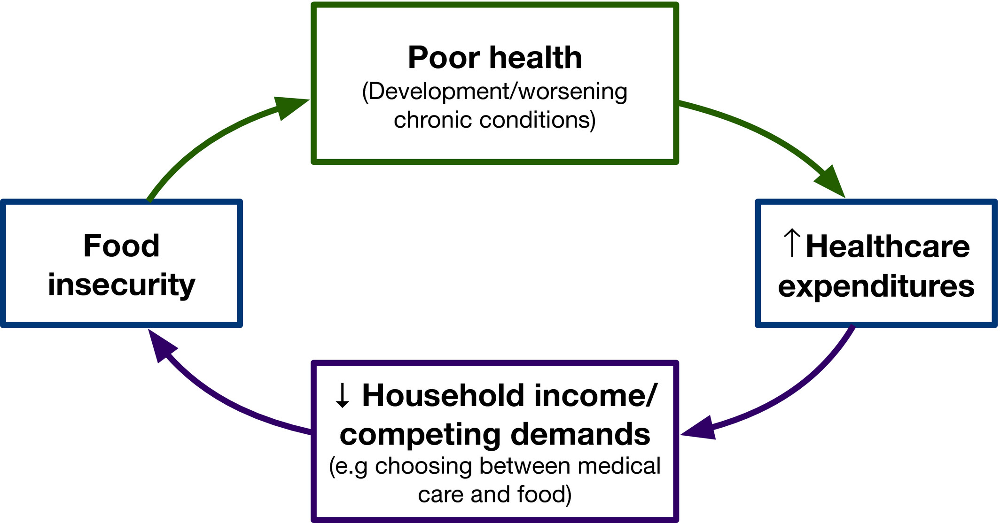 Poor health
(Development/worsening
chronic conditions)
Food
insecurity
↑Healthcare
expenditures
↓ Household income/
competing demands
(e.g choosing between medical
care and food)